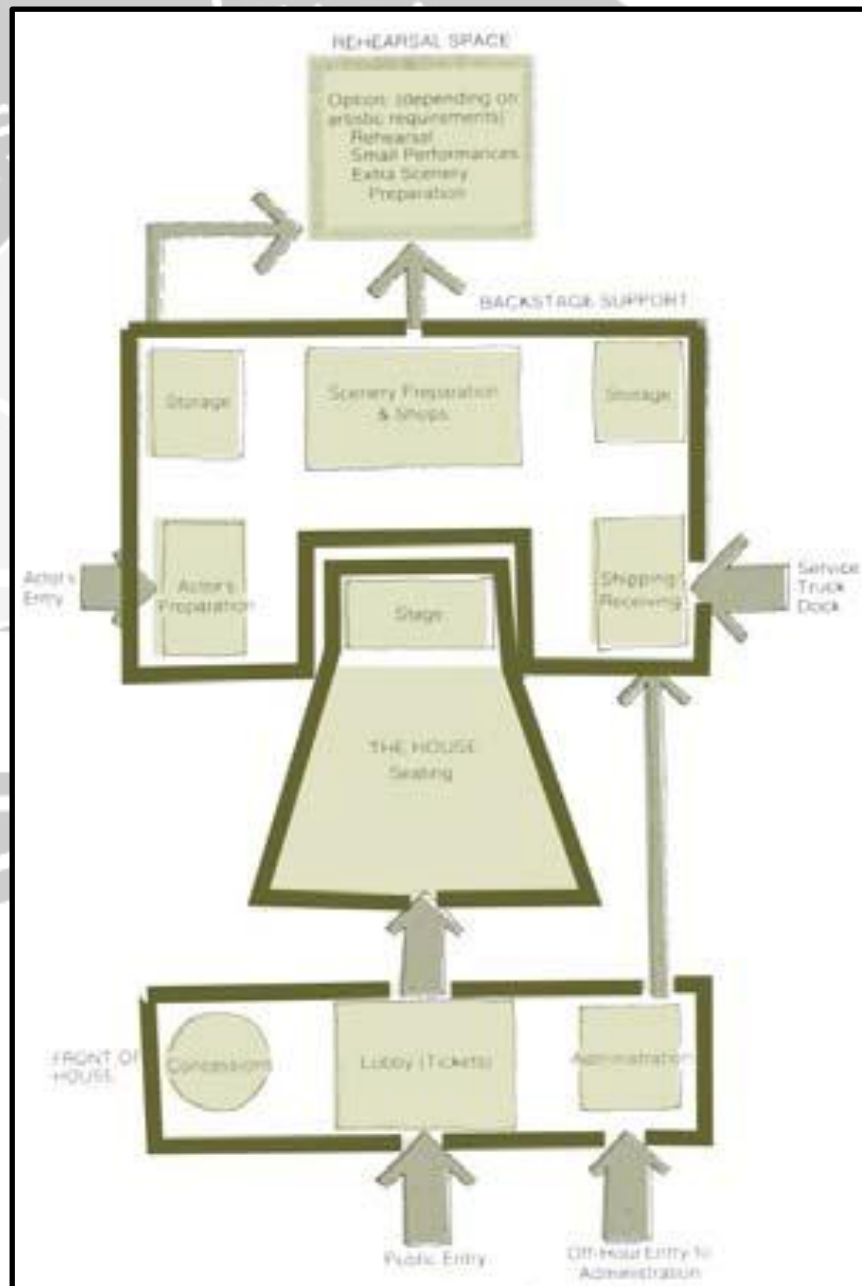 REHEARSAL SPACE
Option: (depending on
artistic requirements)
Rehearsal
Small Performances
Extra Scenery
Preparation
BACKSTAGE SUPPORT
Storage
Scenery Preparation
& Shops
Storage
Actor's
Entry
Actor's
Preparation
Stage
Shipping/
Receiving
Service
Truck
Dock
THE HOUSE
Seating
FRONT OF
HOUSE
Concessions
Lobby (Tickets)
Administration
Public Entry
Off-Hour Entry to
Administration